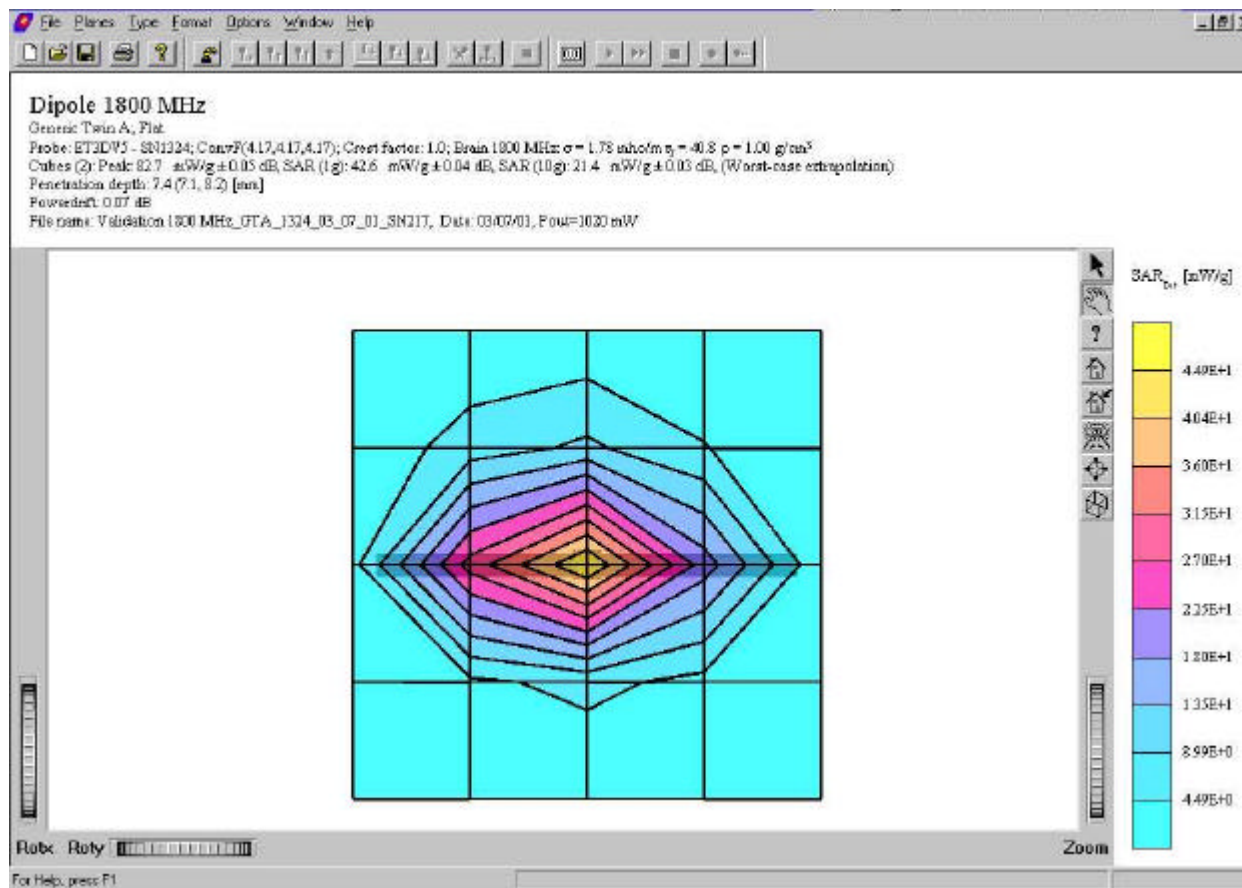 File Planes Type Format Options Window Help
Dipole 1800 MHz
Generic Twin A, Flat
Probe: ET3DV5 - SN1324; ConvF(4.17,4.17,4.17); Crest factor: 1.0; Brain 1800 MHz: σ = 1.78 mho/m εr = 40.8 ρ = 1.00 g/cm³
Cubes (2): Peak: 82.7 mW/g ± 0.05 dB, SAR (1g): 42.6 mW/g ± 0.04 dB, SAR (10g): 21.4 mW/g ± 0.03 dB, (Worst-case extrapolation)
Penetration depth: 7.4 (7.1, 8.2) [mm]
Powerdrift: 0.07 dB
File name: Validation 1800 MHz_GTA_1324_03_07_01_SN217, Date: 03/07/01, Pout=1020 mW
SAR [mW/g]
4.49E+1
4.04E+1
3.60E+1
3.15E+1
2.70E+1
2.25E+1
1.80E+1
1.35E+1
8.99E+0
4.49E+0
Rotx Roty
Zoom
For Help, press F1